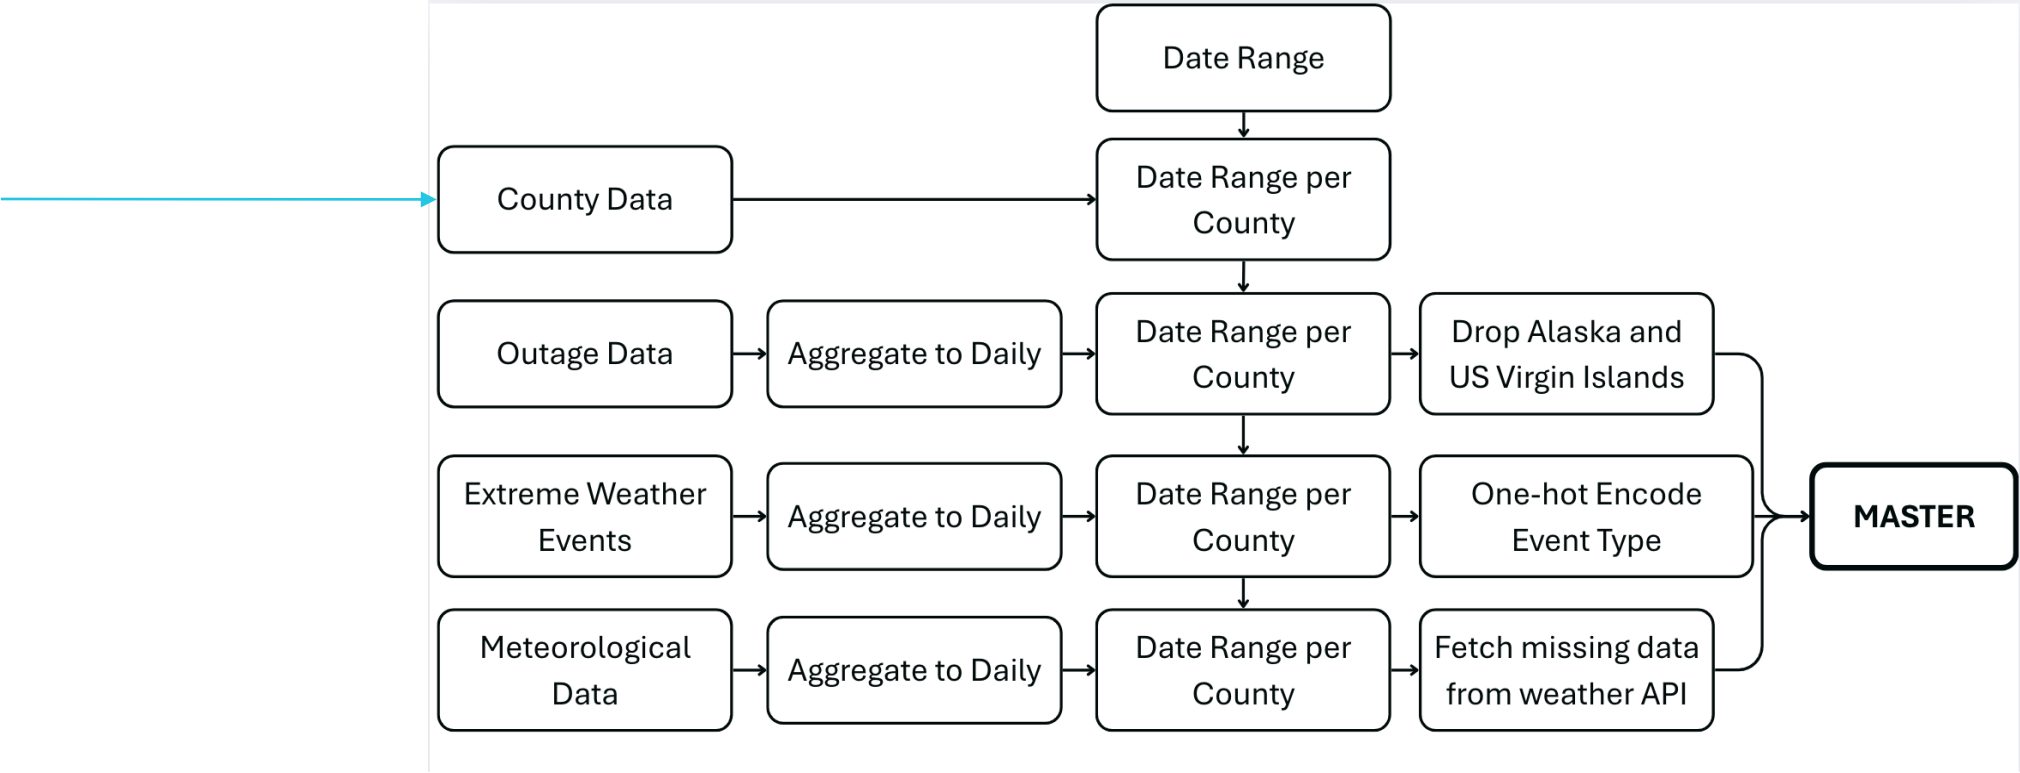 Date Range
County Data
Date Range per
County
Outage Data
Aggregate to Daily
Date Range per
County
Drop Alaska and
US Virgin Islands
Extreme Weather
Events
Aggregate to Daily
Date Range per
County
One-hot Encode
Event Type
MASTER
Meteorological
Data
Aggregate to Daily
Date Range per
County
Fetch missing data
from weather API